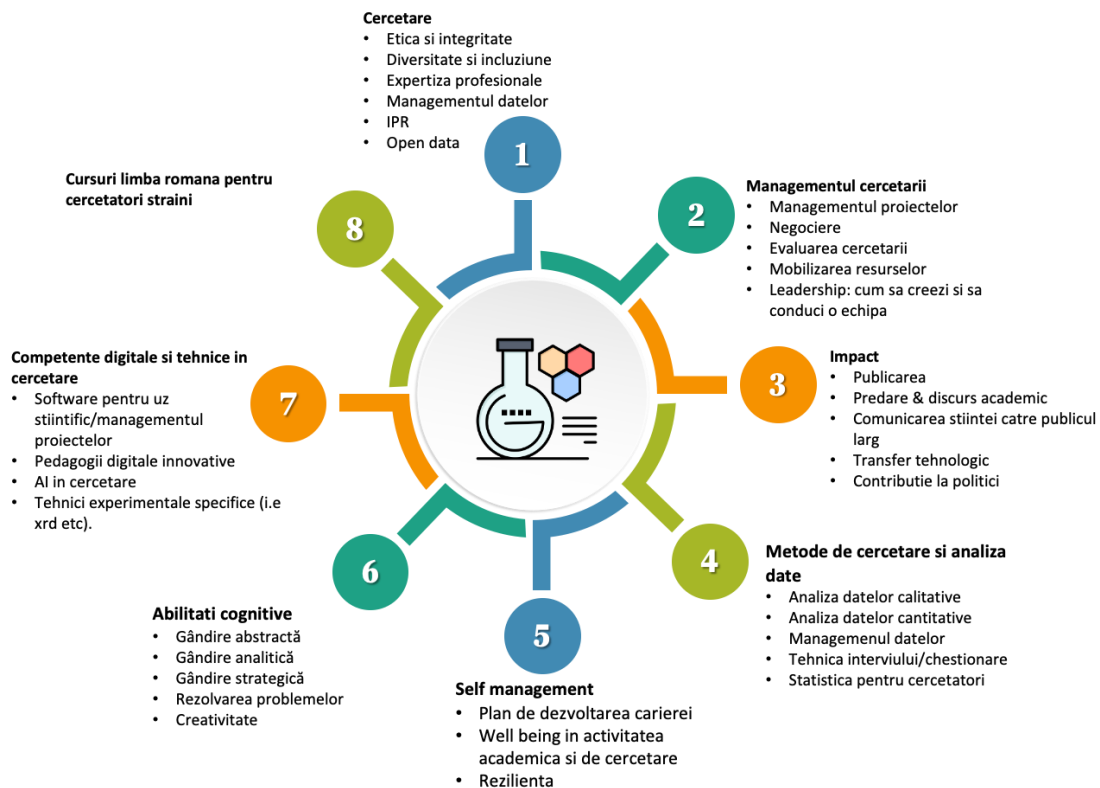 Cercetare
• Etica si integritate
• Diversitate si incluziune
• Expertiza profesionale
• Managementul datelor
• IPR
• Open data
1
Managementul cercetarii
• Managementul proiectelor
• Negociere
• Evaluarea cercetarii
• Mobilizarea resurselor
• Leadership: cum sa creezi si sa
conduci o echipa
2
Impact
• Publicarea
• Predare & discurs academic
• Comunicarea stiintei catre publicul
larg
• Transfer tehnologic
• Contributie la politici
3
Metode de cercetare si analiza
date
• Analiza datelor calitative
• Analiza datelor cantitative
• Managemenul datelor
• Tehnica interviului/chestionare
• Statistica pentru cercetatori
4
5
Self management
• Plan de dezvoltarea carierei
• Well being in activitatea
academica si de cercetare
• Rezilienta
6
Abilitati cognitive
• Gândire abstractă
• Gândire analitică
• Gândire strategică
• Rezolvarea problemelor
• Creativitate
7
Competente digitale si tehnice in
cercetare
• Software pentru uz
stiintific/managementul
proiectelor
• Pedagogii digitale innovative
• AI in cercetare
• Tehnici experimentale specifice (i.e
xrd etc).
8
Cursuri limba romana pentru
cercetatori straini